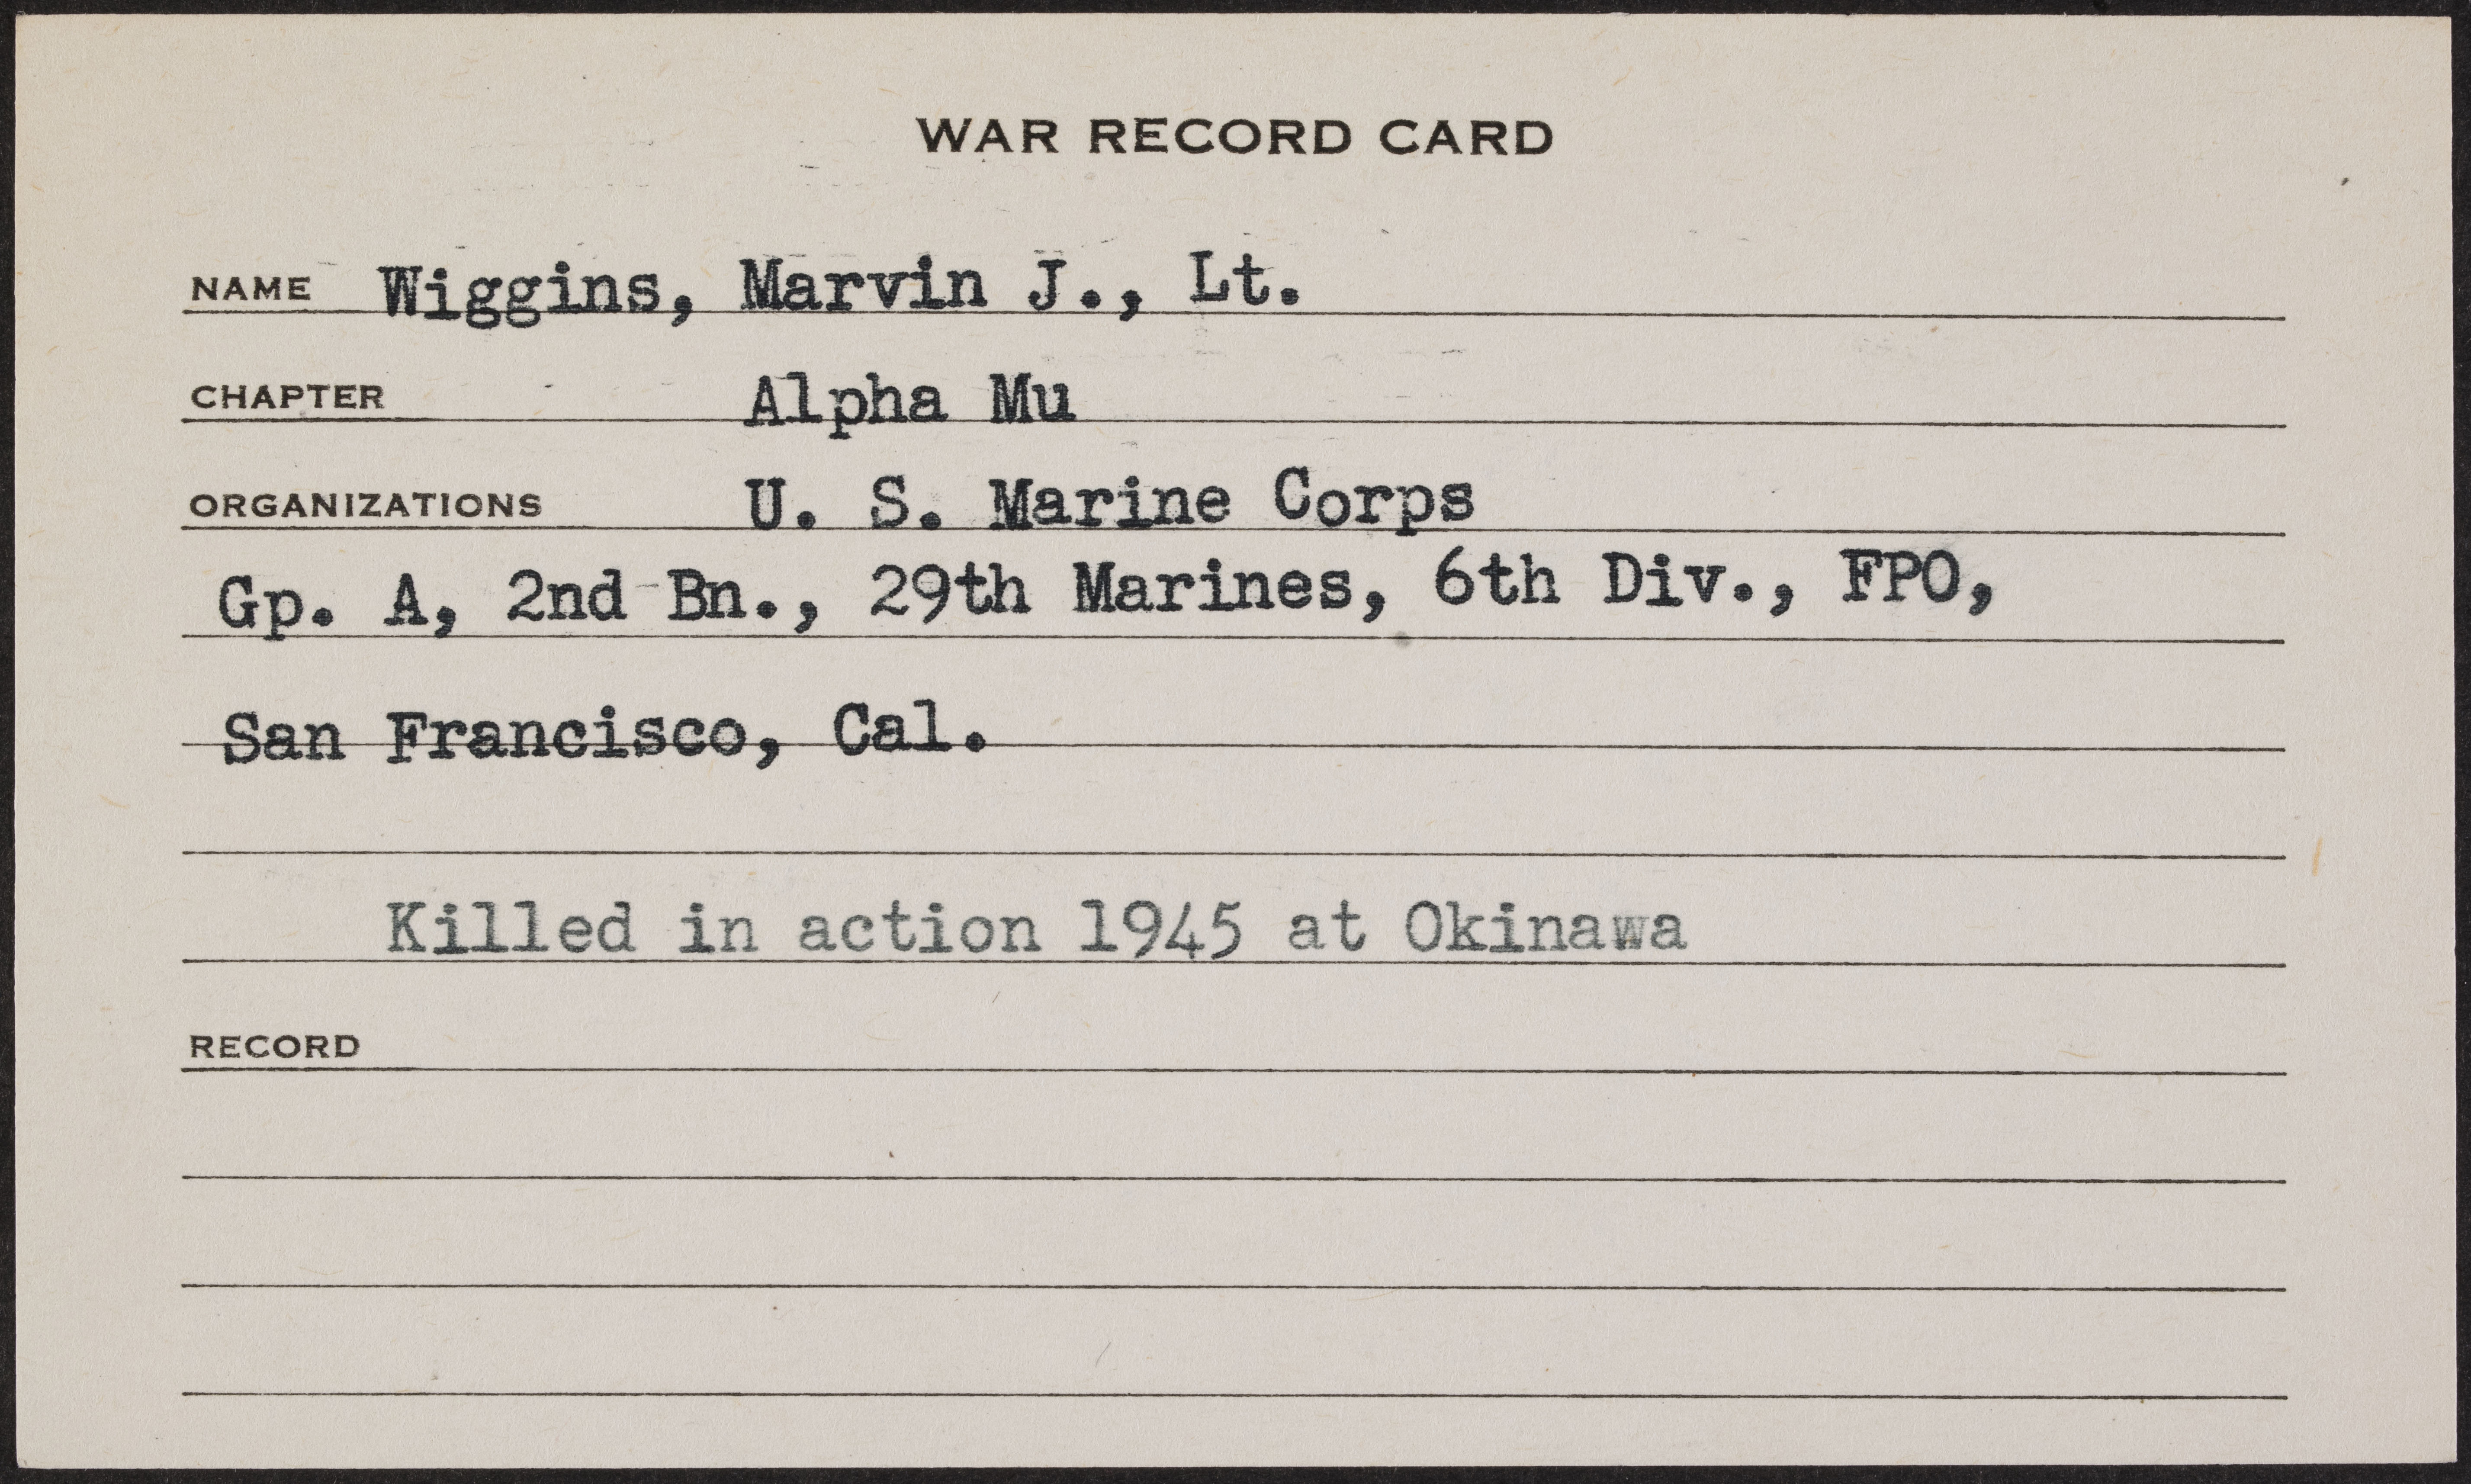 WAR RECORD CARD
NAME Wiggins, Marvin J., Lt.
CHAPTER Alpha Mu
ORGANIZATIONS U. S. Marine Corps
Gp. A, 2nd Bn., 29th Marines, 6th Div., FPO,
San Francisco, Cal.
Killed in action 1945 at Okinawa
RECORD